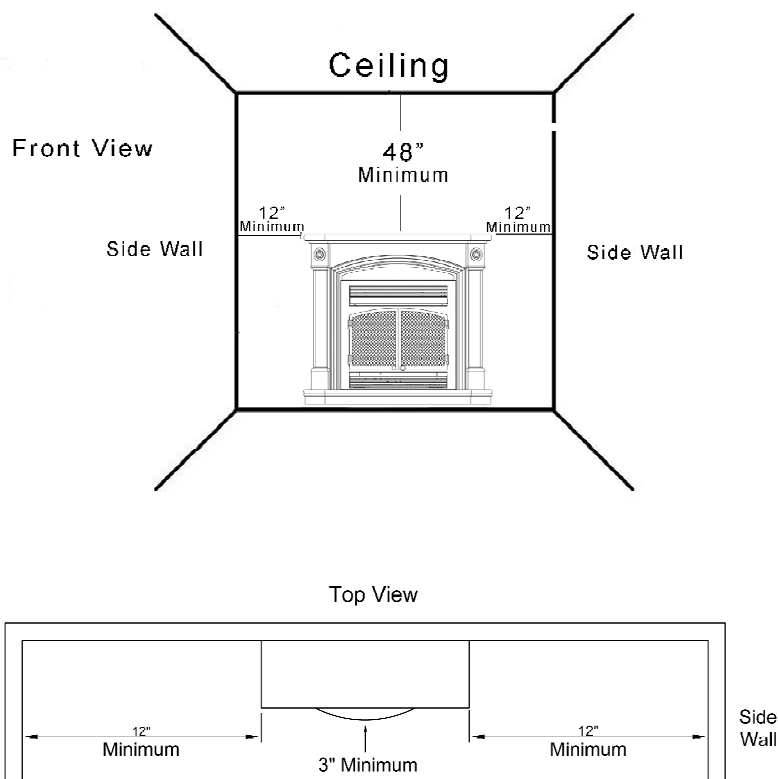 Ceiling
Front View
48”
Minimum
12”
Minimum
12”
Minimum
Side Wall
Side Wall
Top View
12"
Minimum
12"
Minimum
3" Minimum
Side
Wall